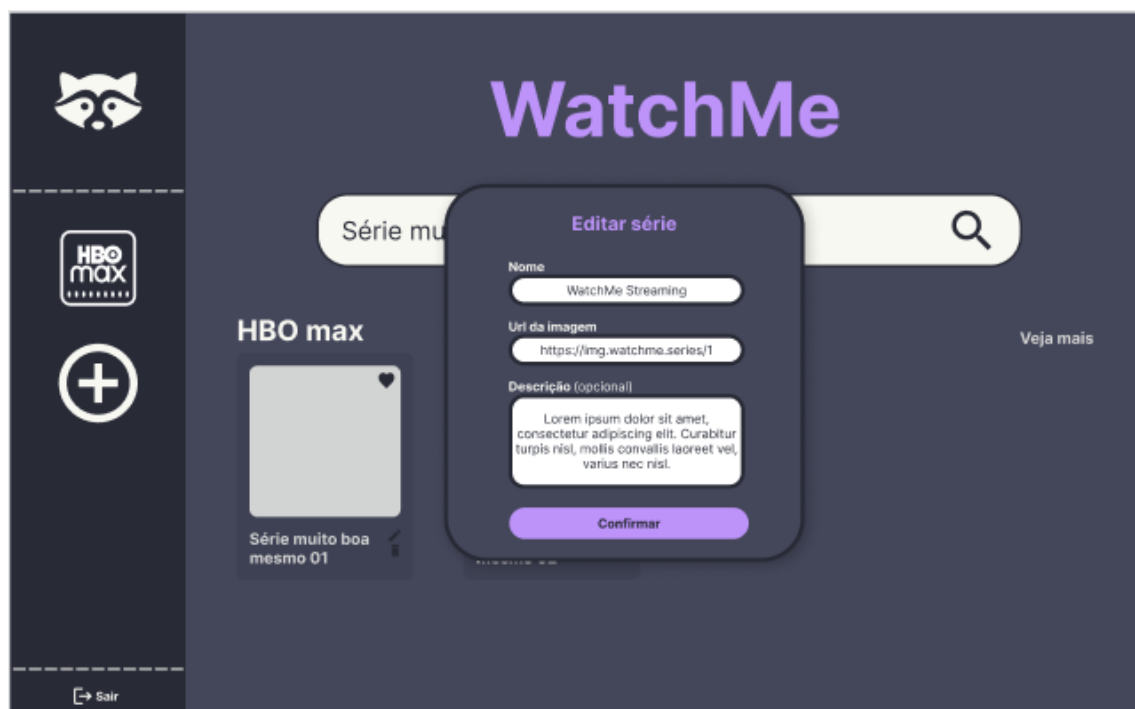 WatchMe
Série mu
HBO
max
Editar série
Nome
WatchMe Streaming
Url da imagem
https://img.watchme.series/1
Descrição (opcional)
Lorem ipsum dolor sit amet,
consectetur adipiscing elit. Curabitur
turpis nisl, mollis convallis laoreet vel,
varius nec nisl.
Confirmar
HBO max
Veja mais
Série muito boa
mesmo 01
Sair